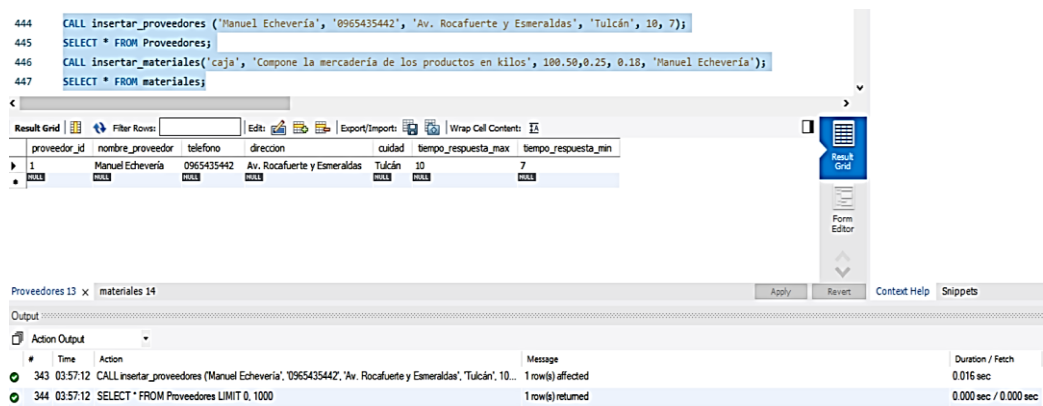 444 CALL insertar_proveedores ('Manuel Echevería', '0965435442', 'Av. Rocafuerte y Esmeraldas', 'Tulcán', 10, 7);
445 SELECT * FROM Proveedores;
446 CALL insertar_materiales('caja', 'Compone la mercadería de los productos en kilos', 100.50,0.25, 0.18, 'Manuel Echevería');
447 SELECT * FROM materiales;
Result Grid Filter Rows: Edit: Export/Import: Wrap Cell Content: IA
proveedor_id nombre_proveedor telefono direccion cuidad tiempo_respuesta_max tiempo_respuesta_min
1 Manuel Echevería 0965435442 Av. Rocafuerte y Esmeraldas Tulcán 10 7
NULL NULL NULL NULL NULL NULL NULL
Result Grid
Form Editor
Proveedores 13 x materiales 14 Apply Revert Context Help Snippets
Output
Action Output
# Time Action Message Duration / Fetch
343 03:57:12 CALL insertar_proveedores ('Manuel Echevería', '0965435442', 'Av. Rocafuerte y Esmeraldas', 'Tulcán', 10... 1 row(s) affected 0.016 sec
344 03:57:12 SELECT * FROM Proveedores LIMIT 0, 1000 1 row(s) returned 0.000 sec / 0.000 sec